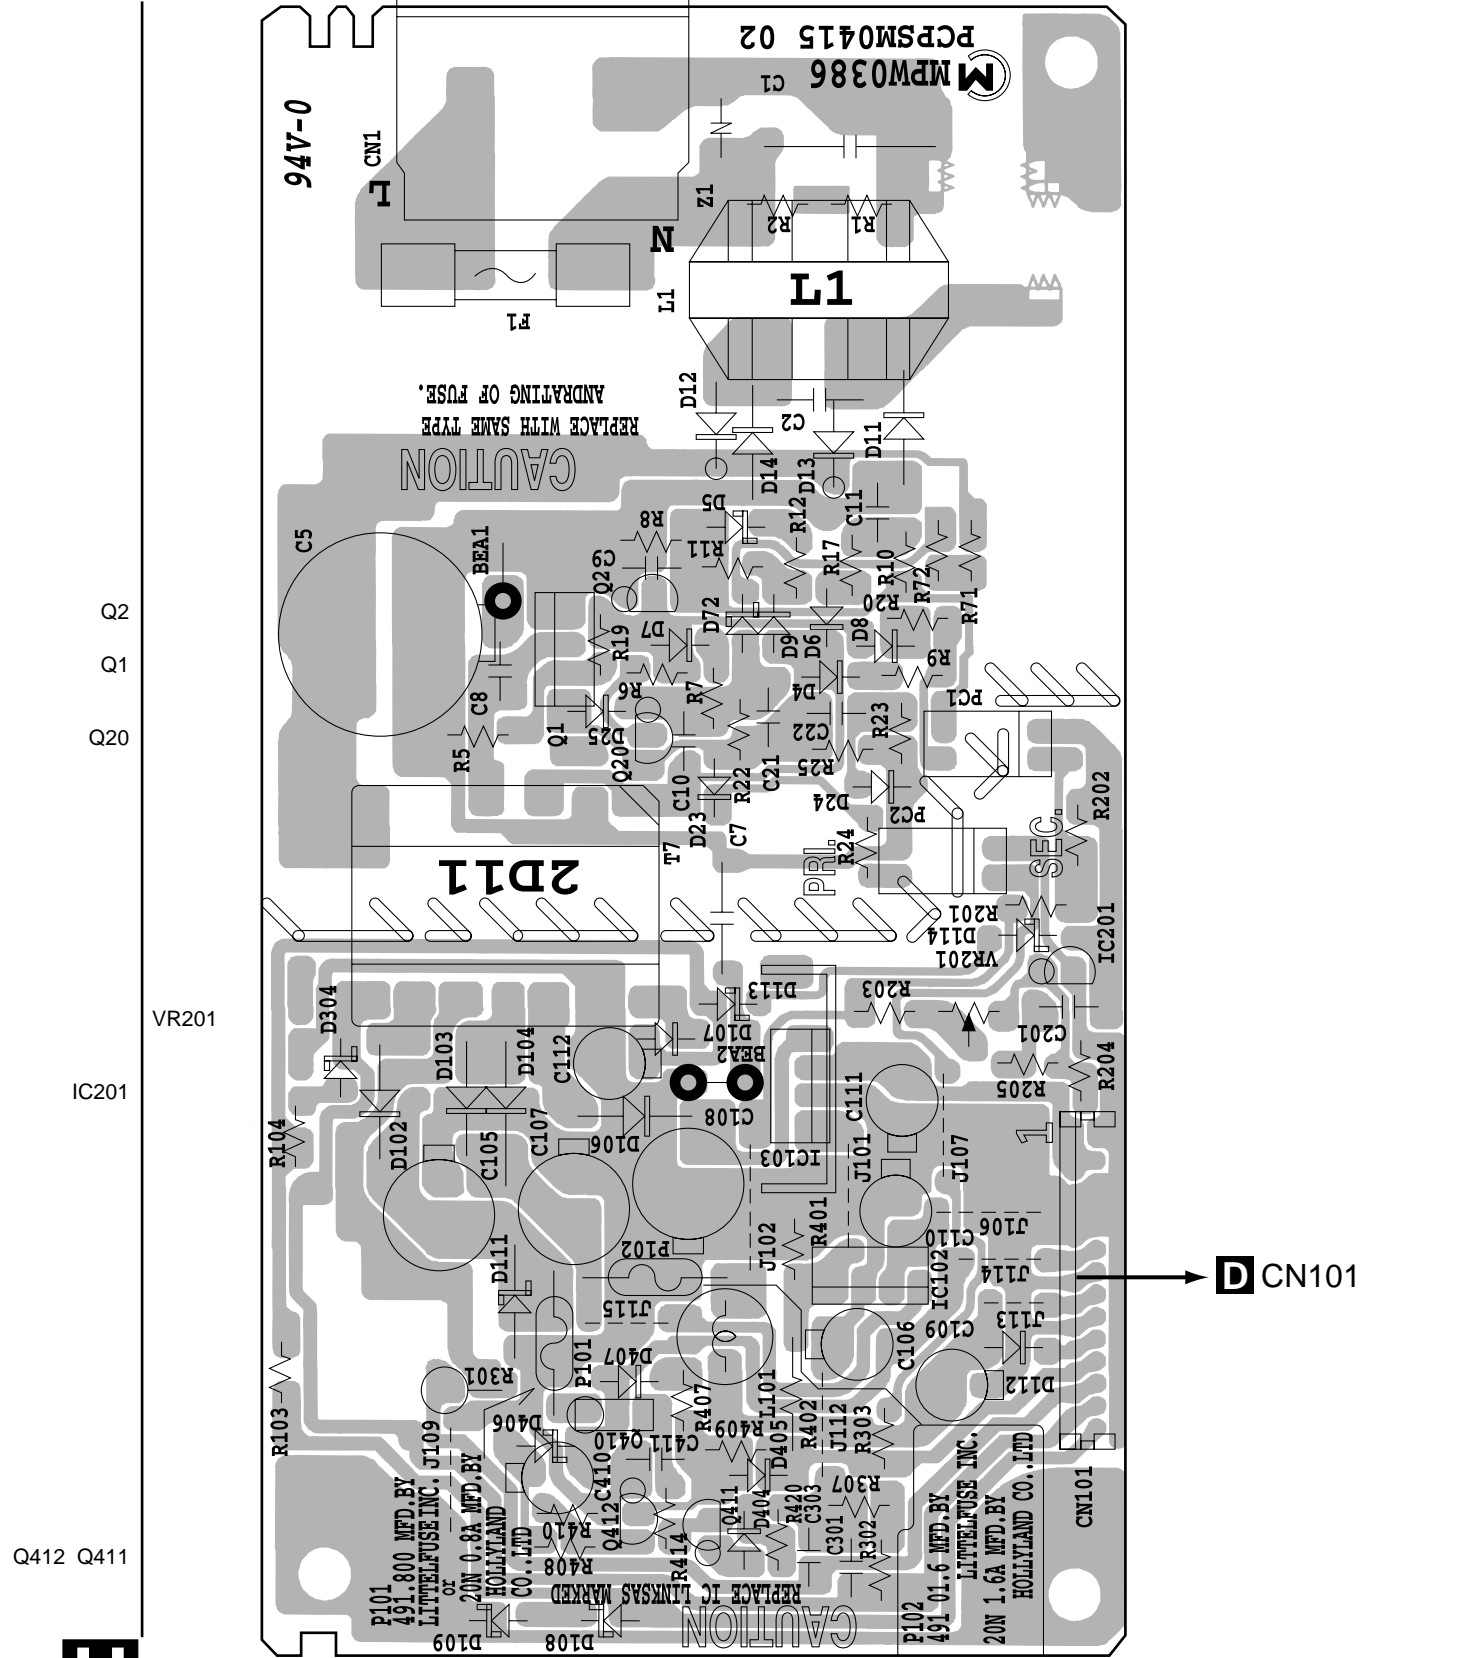 PCPSM0415 02
MPW0386
M
C1
94V-0
CN1
L
Z1
R2
R1
N
L1
L1
F1
REPLACE WITH SAME TYPE
ANDRATING OF FUSE.
CAUTION
D12
C2
D11
D14
D13
D5
R12
C11
C5
BEA1
R8
R11
R17
R10
C9
Q2
R72
R20
R71
Q2
D72
D7
R19
D9
D6
D8
Q1
R9
R6
R7
D4
PC1
C8
Q1
D25
C22
R23
Q20
R5
Q20
C10
R22
C21
R25
D24
R202
PC2
D23
C7
T7
2D11
PRI.
R24
SEC.
R201
D114
VR201
IC201
D304
D113
R203
VR201
D103
D104
C112
D107
BEA2
C201
R204
IC201
R205
C111
C108
R104
D102
C105
C107
D106
IC103
J101
J107
1
R401
J106
C110
D111
P102
J102
IC102
J114
D CN101
J115
C109
J113
C106
R301
P101
D407
D112
R103
R407
L101
J109
D406
Q410
C411
R409
D405
R402
J112
R303
C410
R307
CN101
R410
Q412
Q411
D404
R420
C303
C301
R302
Q412 Q411
R408
R414
P101
491.800 MFD.BY
LITTELFUSEINC.
or
20N 0.8A MFD.BY
HOLLYLAND
CO.,LTD
REPLACE IC LINKSAS MARKED
CAUTION
P102
491 01.6 MFD.BY
LITTELFUSE INC.
20N 1.6A MFD.BY
HOLLYLAND CO.,LTD
D109
D108